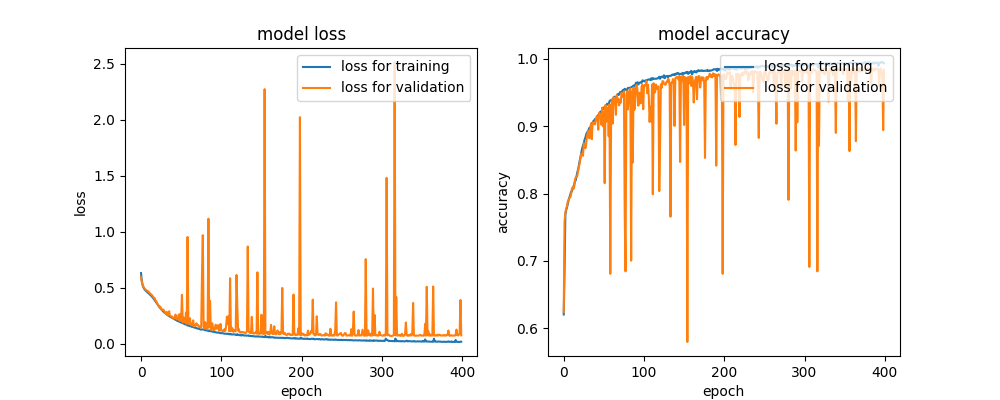 model loss
loss for training
loss for validation
2.5
2.0
1.5
1.0
0.5
0.0
loss
0
100
200
300
400
epoch
model accuracy
loss for training
loss for validation
1.0
0.9
0.8
0.7
0.6
accuracy
0
100
200
300
400
epoch